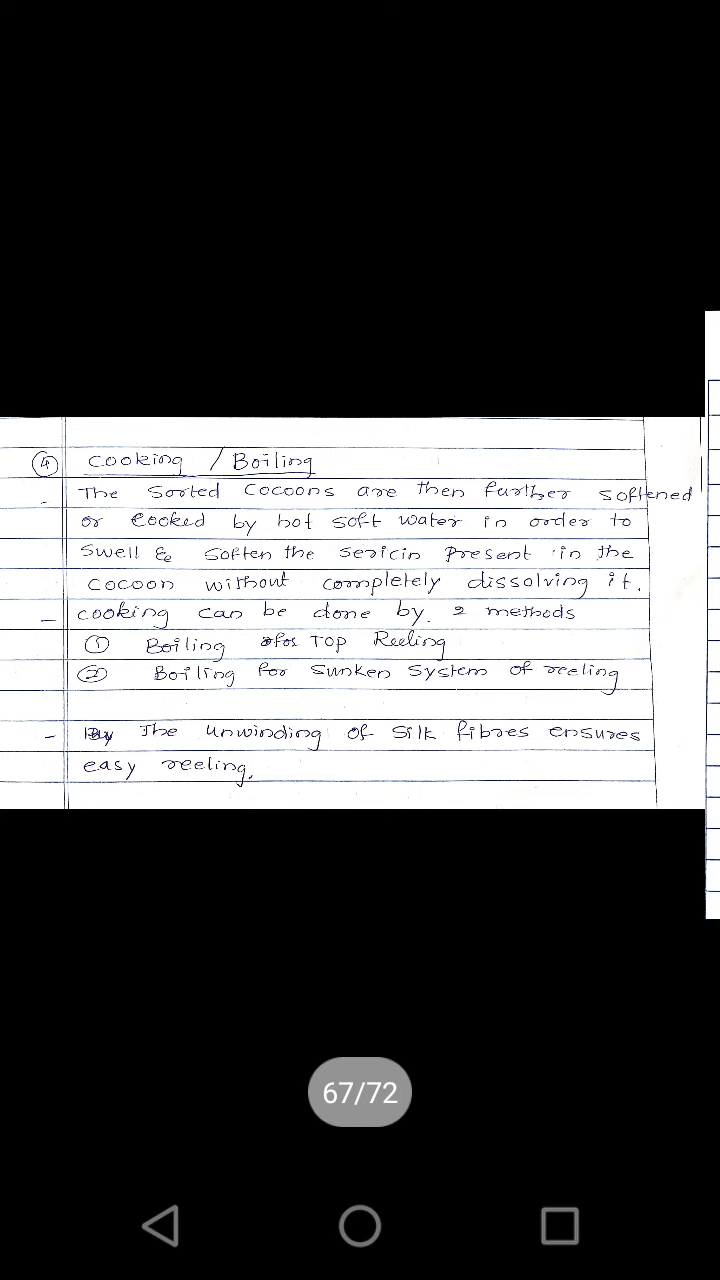 ④ Cooking / Boiling
- The Sorted Cocoons are then further softened
or Cooked by hot soft water in order to
Swell & soften the sericin Present in the
cocoon without completely dissolving it.
- cooking can be done by. 2 methods
① Boiling for TOP Reeling
② Boiling for Sunken System of reeling
- The unwinding of silk fibres ensures
easy reeling.
67/72